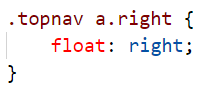 .topnav a.right {
    float: right;
}